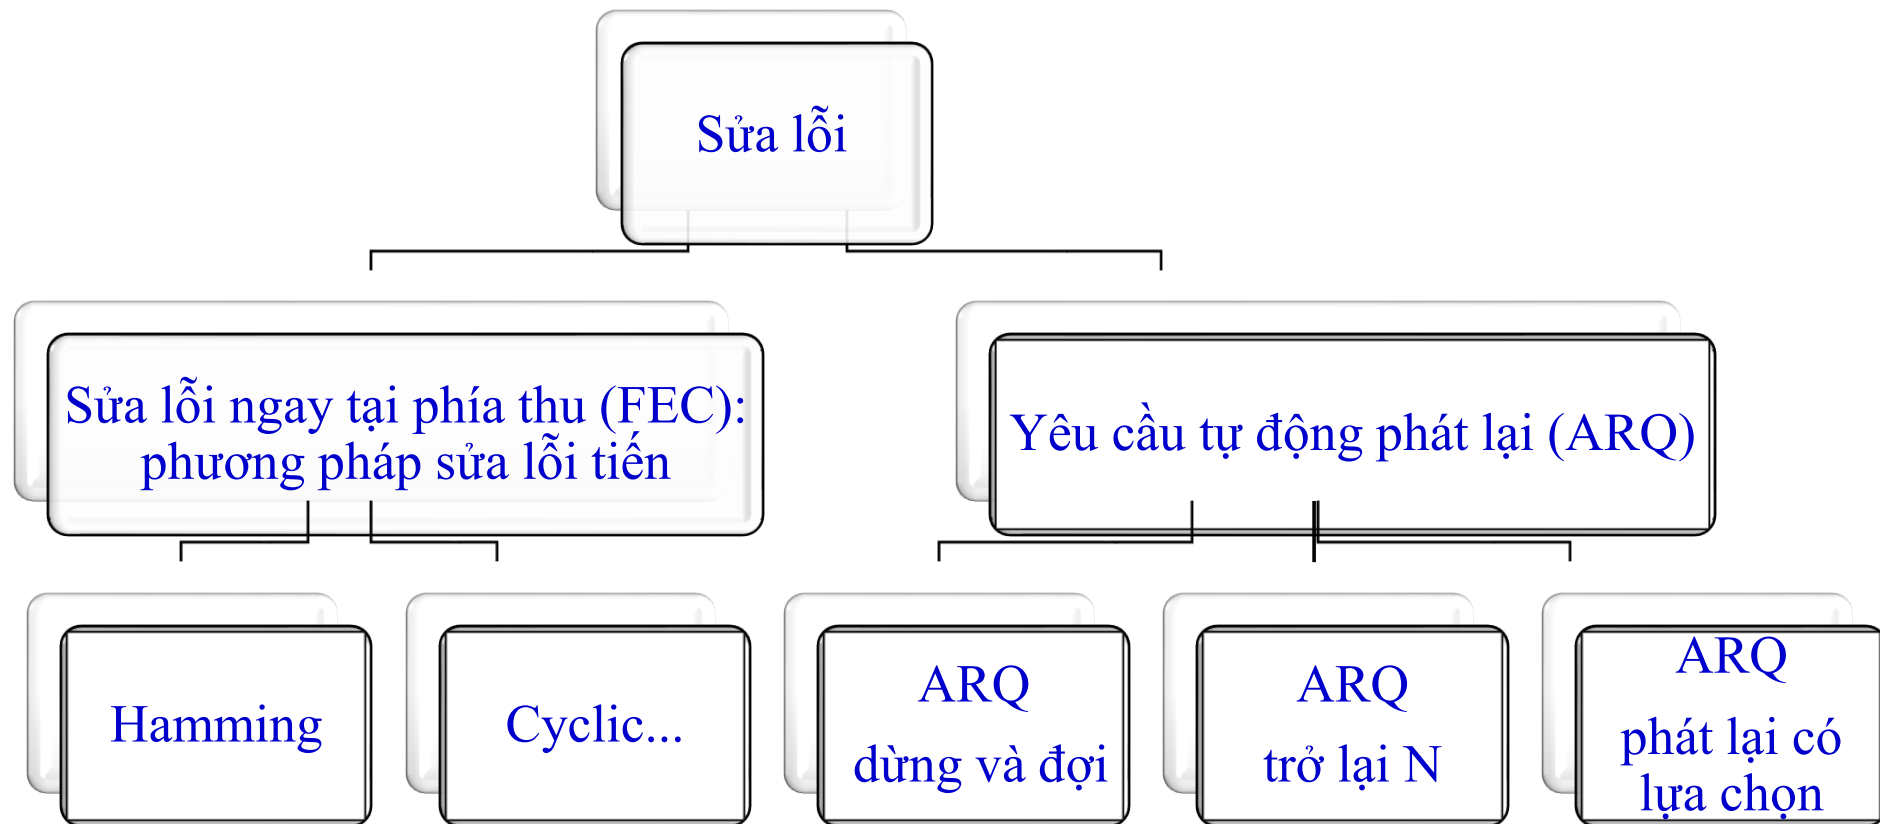 Sửa lỗi
Sửa lỗi ngay tại phía thu (FEC):
phương pháp sửa lỗi tiến
Yêu cầu tự động phát lại (ARQ)
Hamming
Cyclic...
ARQ
dừng và đợi
ARQ
trở lại N
ARQ
phát lại có
lựa chọn